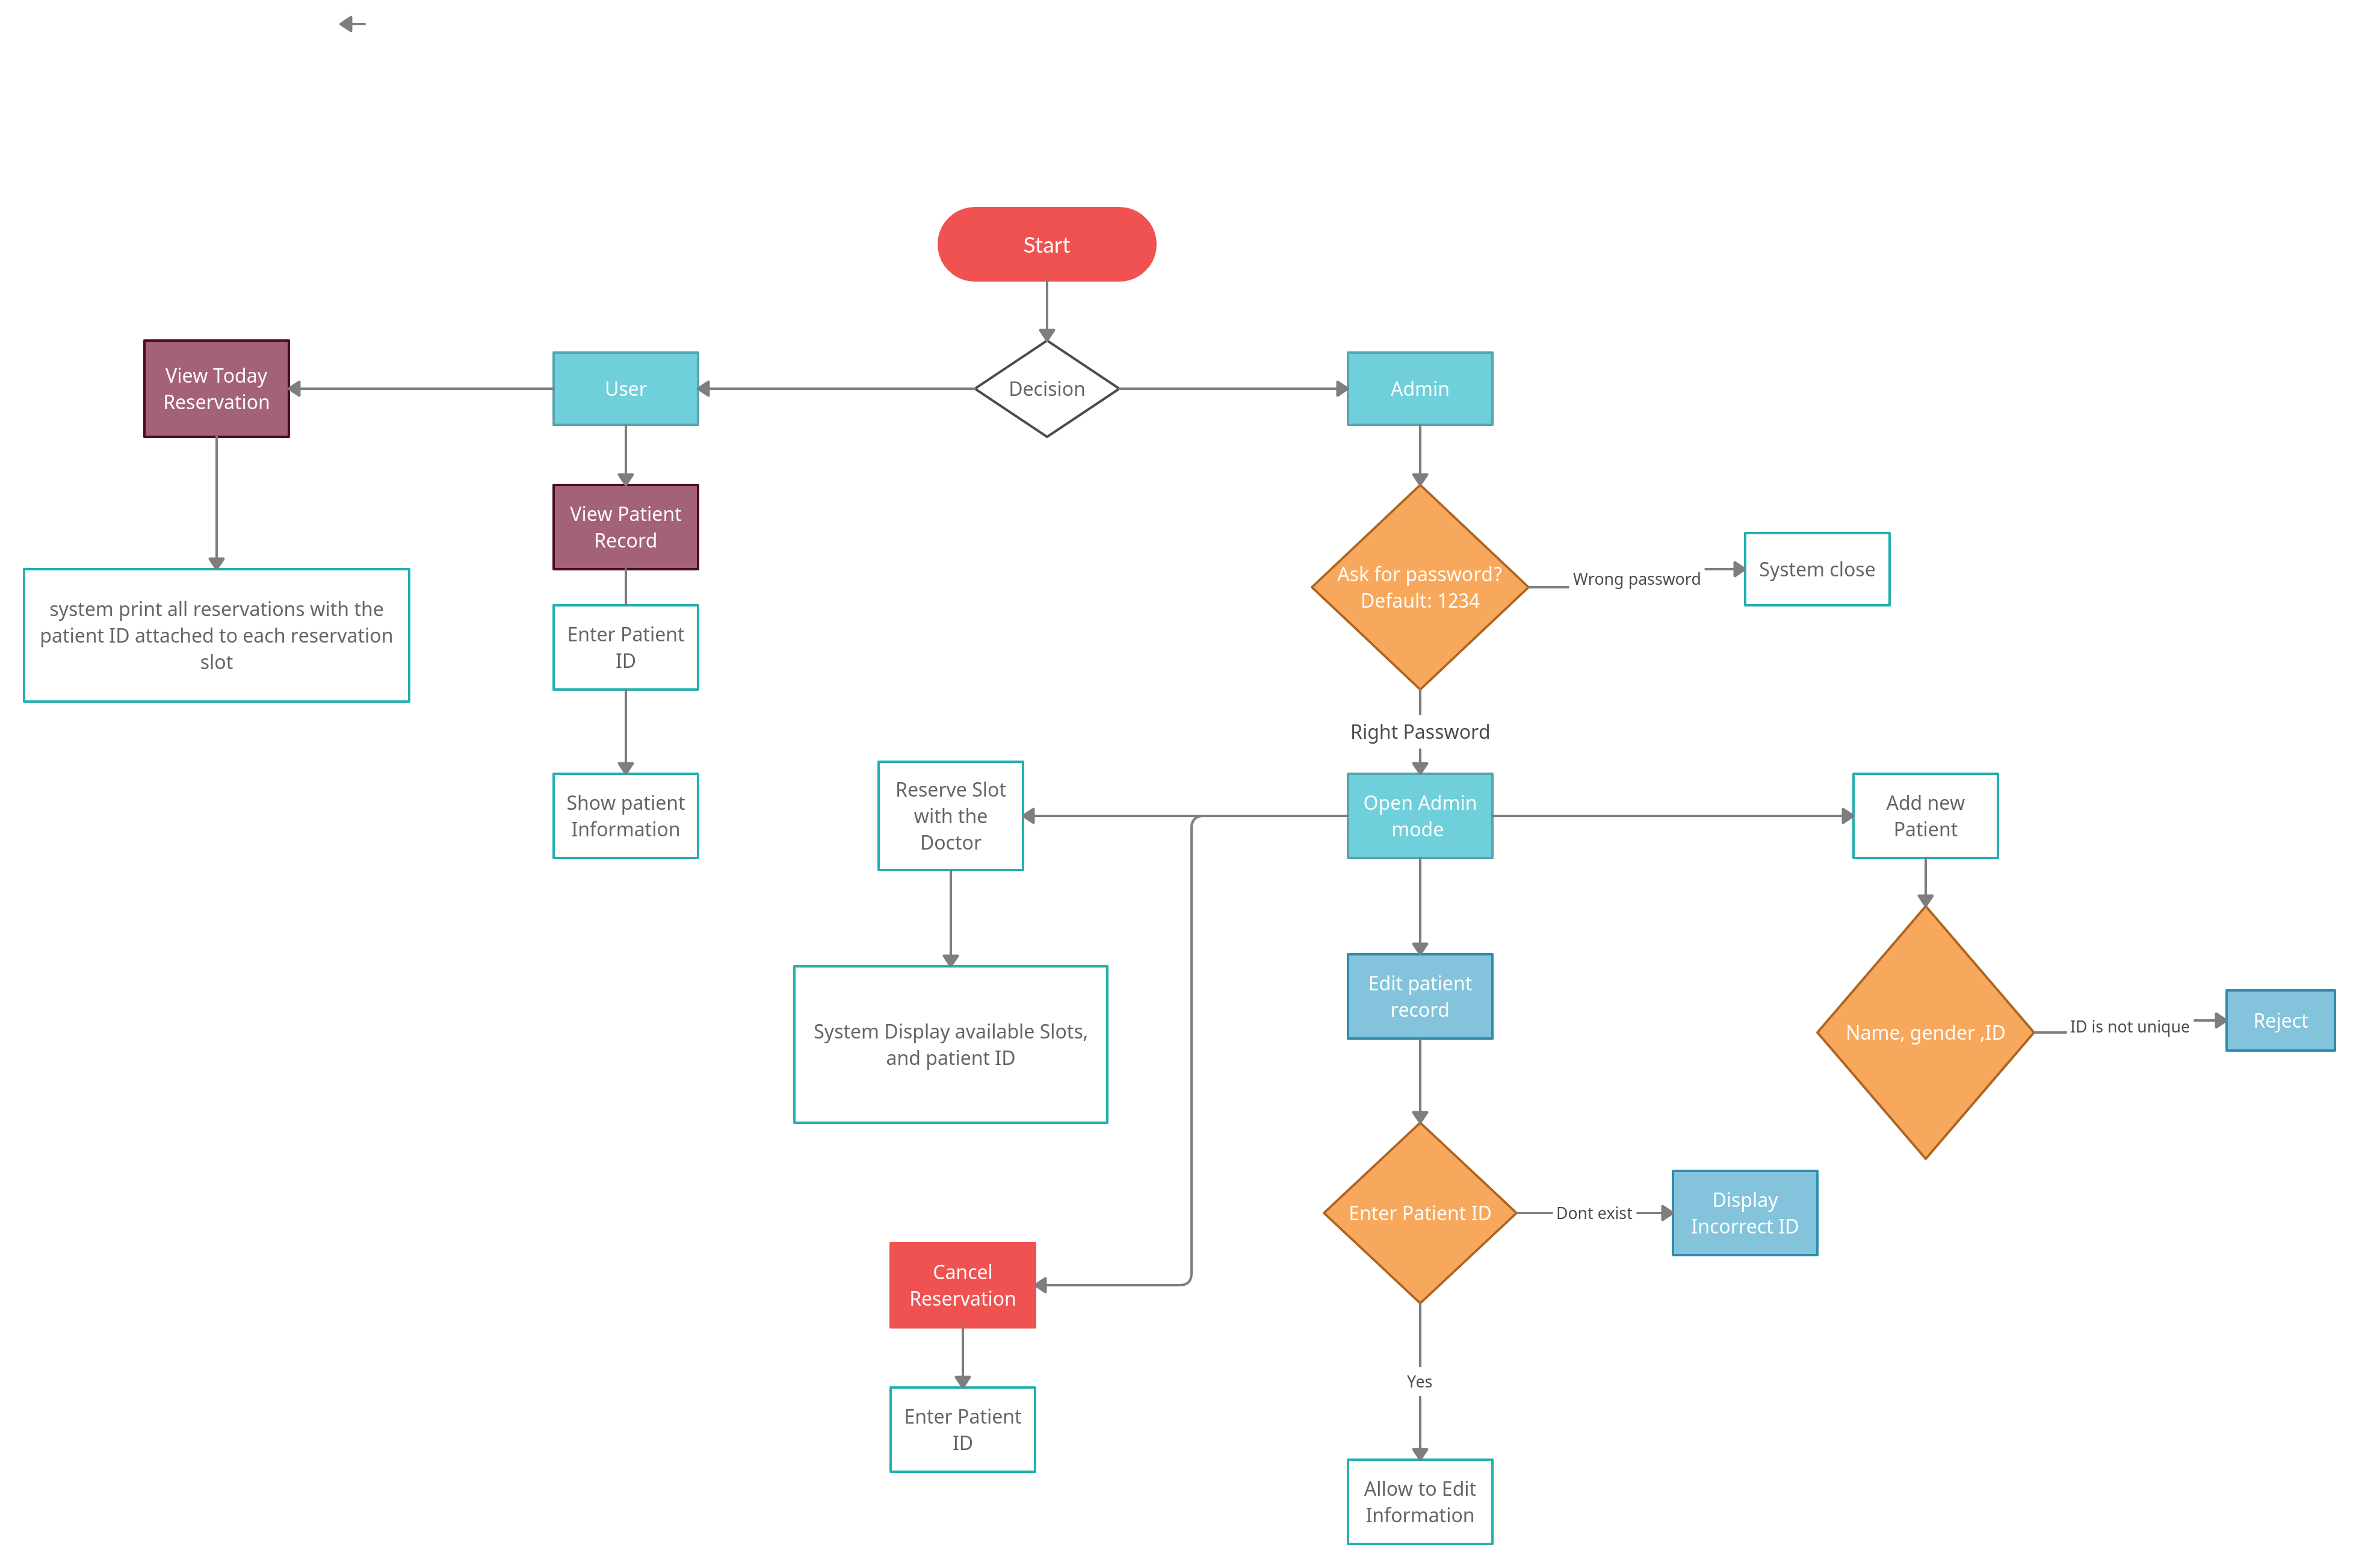 Start
View Today
Reservation
User
Decision
Admin
View Patient
Record
Ask for password?
Default: 1234
Wrong password
System close
system print all reservations with the
patient ID attached to each reservation
slot
Enter Patient
ID
Right Password
Show patient
Information
Reserve Slot
with the
Doctor
Open Admin
mode
Add new
Patient
System Display available Slots,
and patient ID
Edit patient
record
Name, gender ,ID
ID is not unique
Reject
Enter Patient ID
Dont exist
Display
Incorrect ID
Cancel
Reservation
Yes
Enter Patient
ID
Allow to Edit
Information